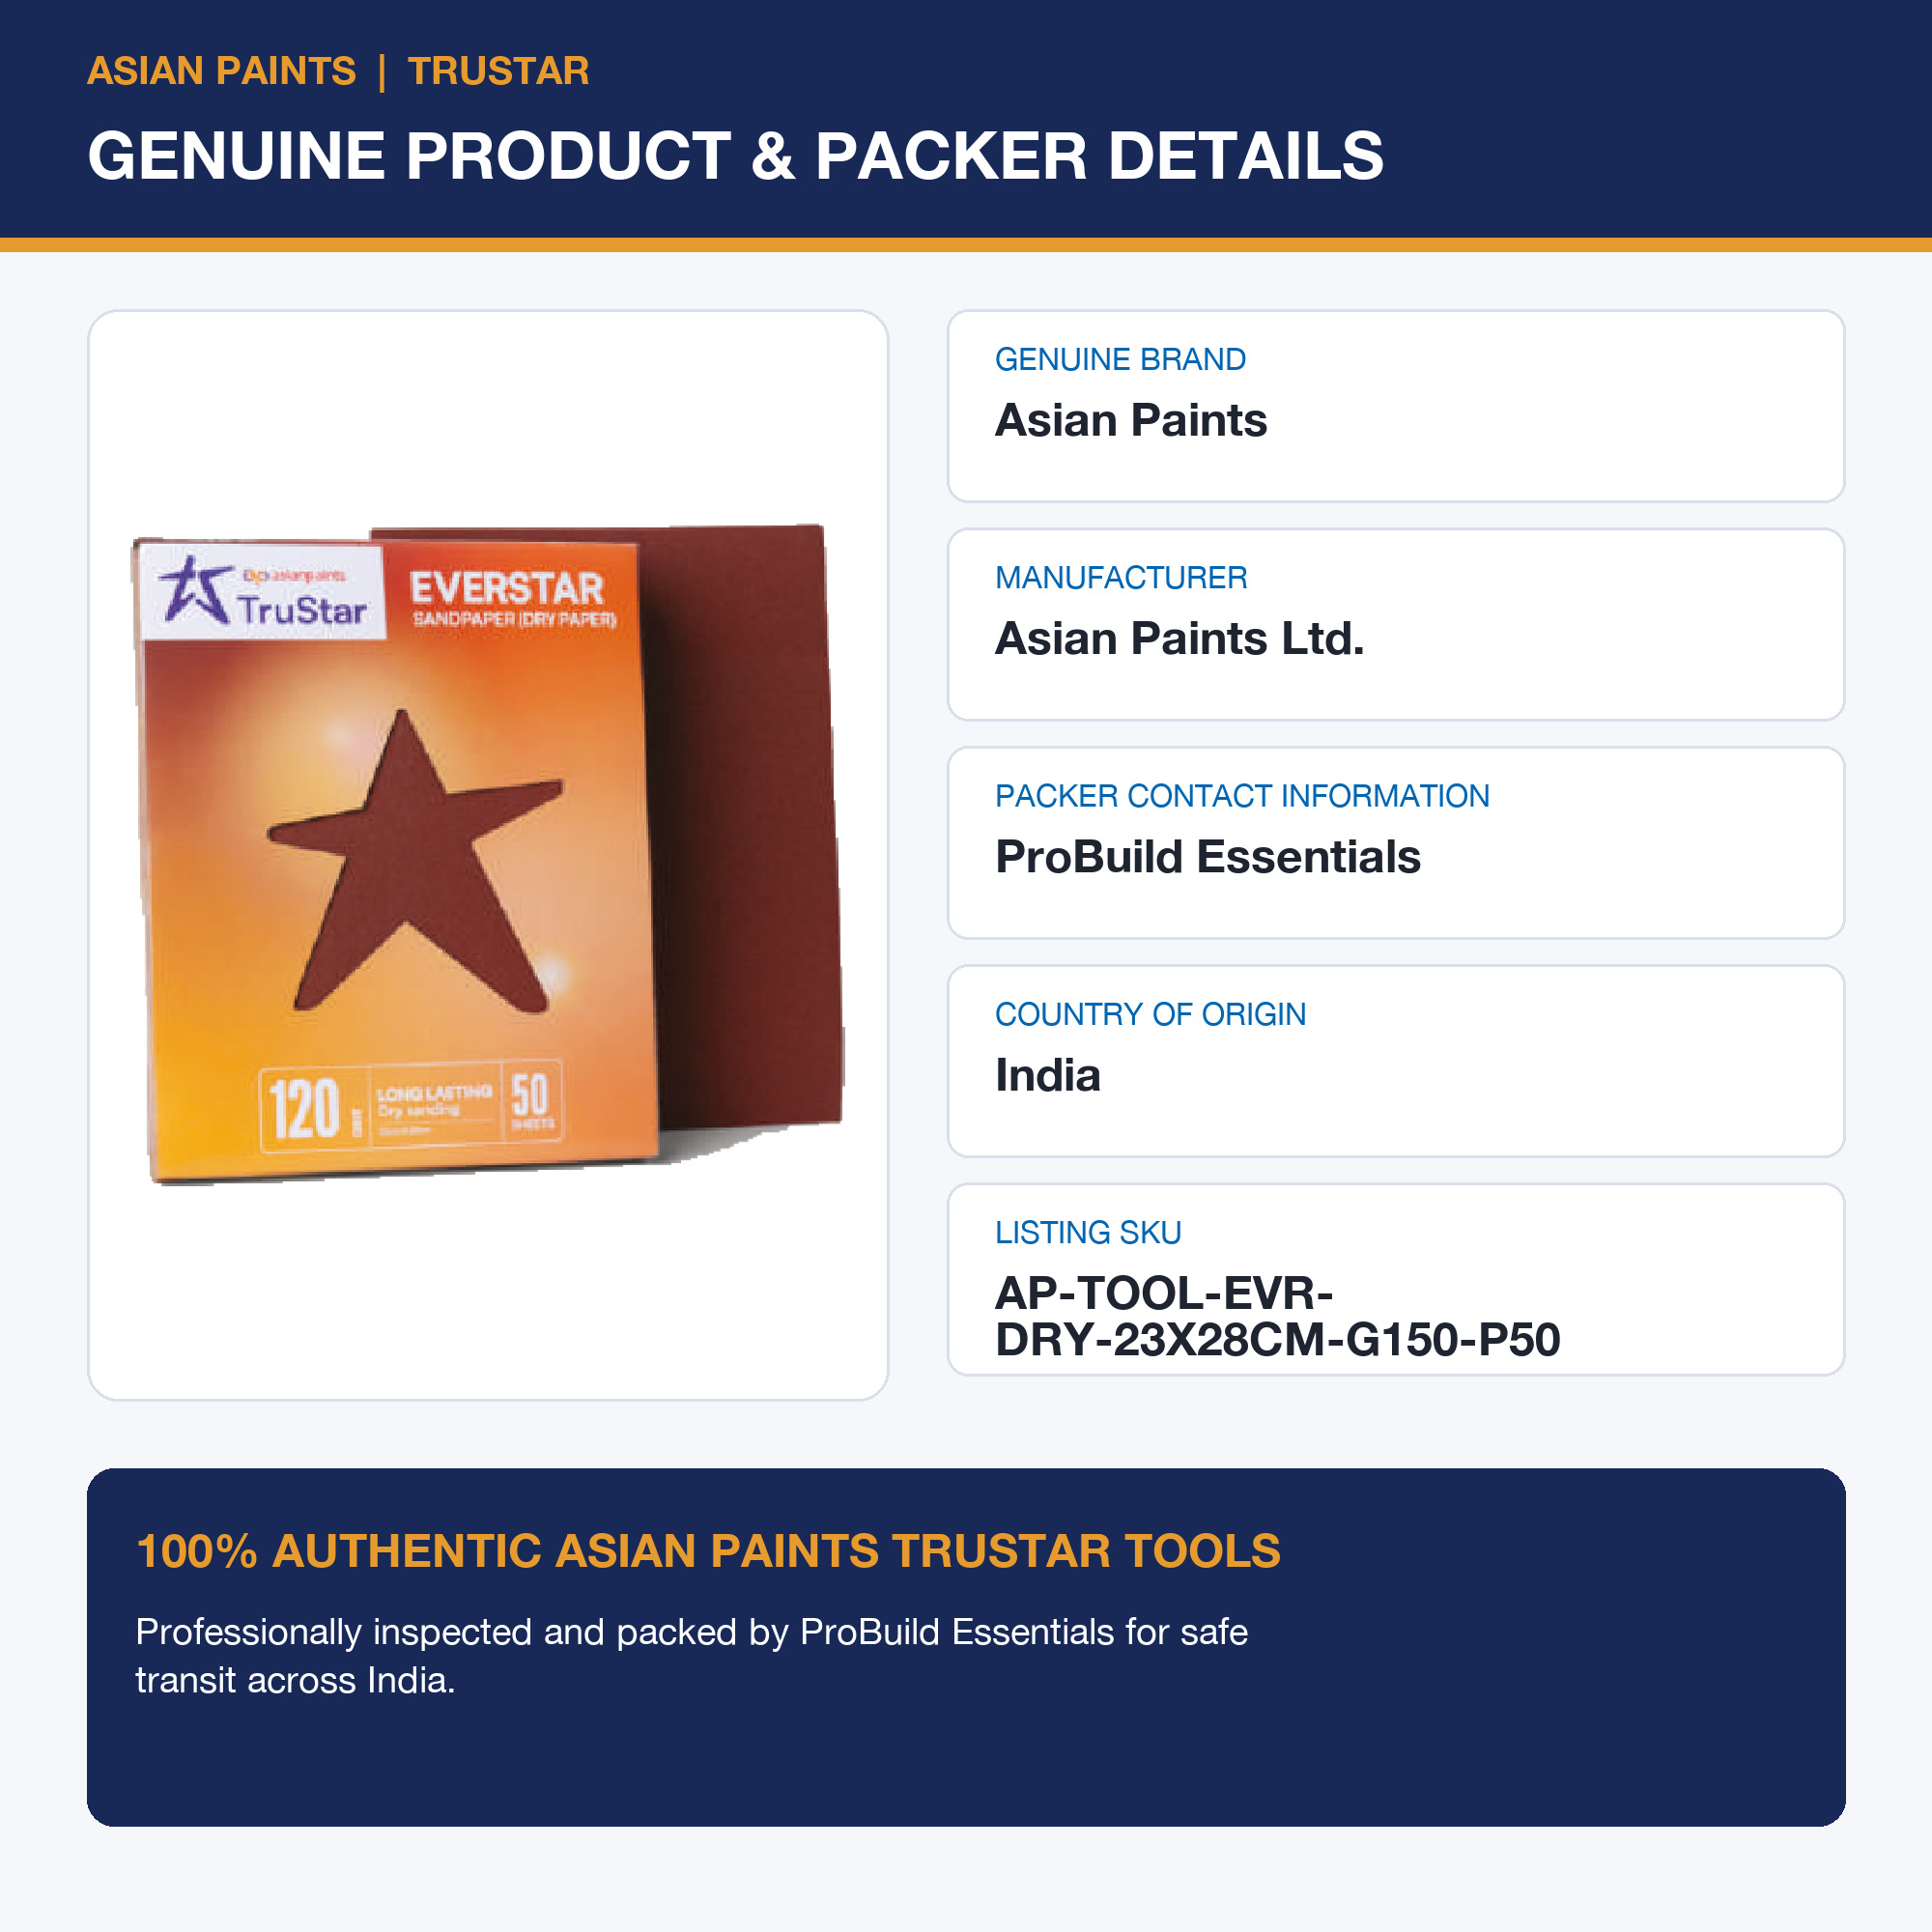 ASIAN PAINTS | TRUSTAR
GENUINE PRODUCT & PACKER DETAILS
asianpaints
TruStar
EVERSTAR
SANDPAPER (DRY PAPER)
120 GRIT
LONG LASTING
Dry sanding
50
SHEETS
GENUINE BRAND
Asian Paints
MANUFACTURER
Asian Paints Ltd.
PACKER CONTACT INFORMATION
ProBuild Essentials
COUNTRY OF ORIGIN
India
LISTING SKU
AP-TOOL-EVR-
DRY-23X28CM-G150-P50
100% AUTHENTIC ASIAN PAINTS TRUSTAR TOOLS
Professionally inspected and packed by ProBuild Essentials for safe
transit across India.